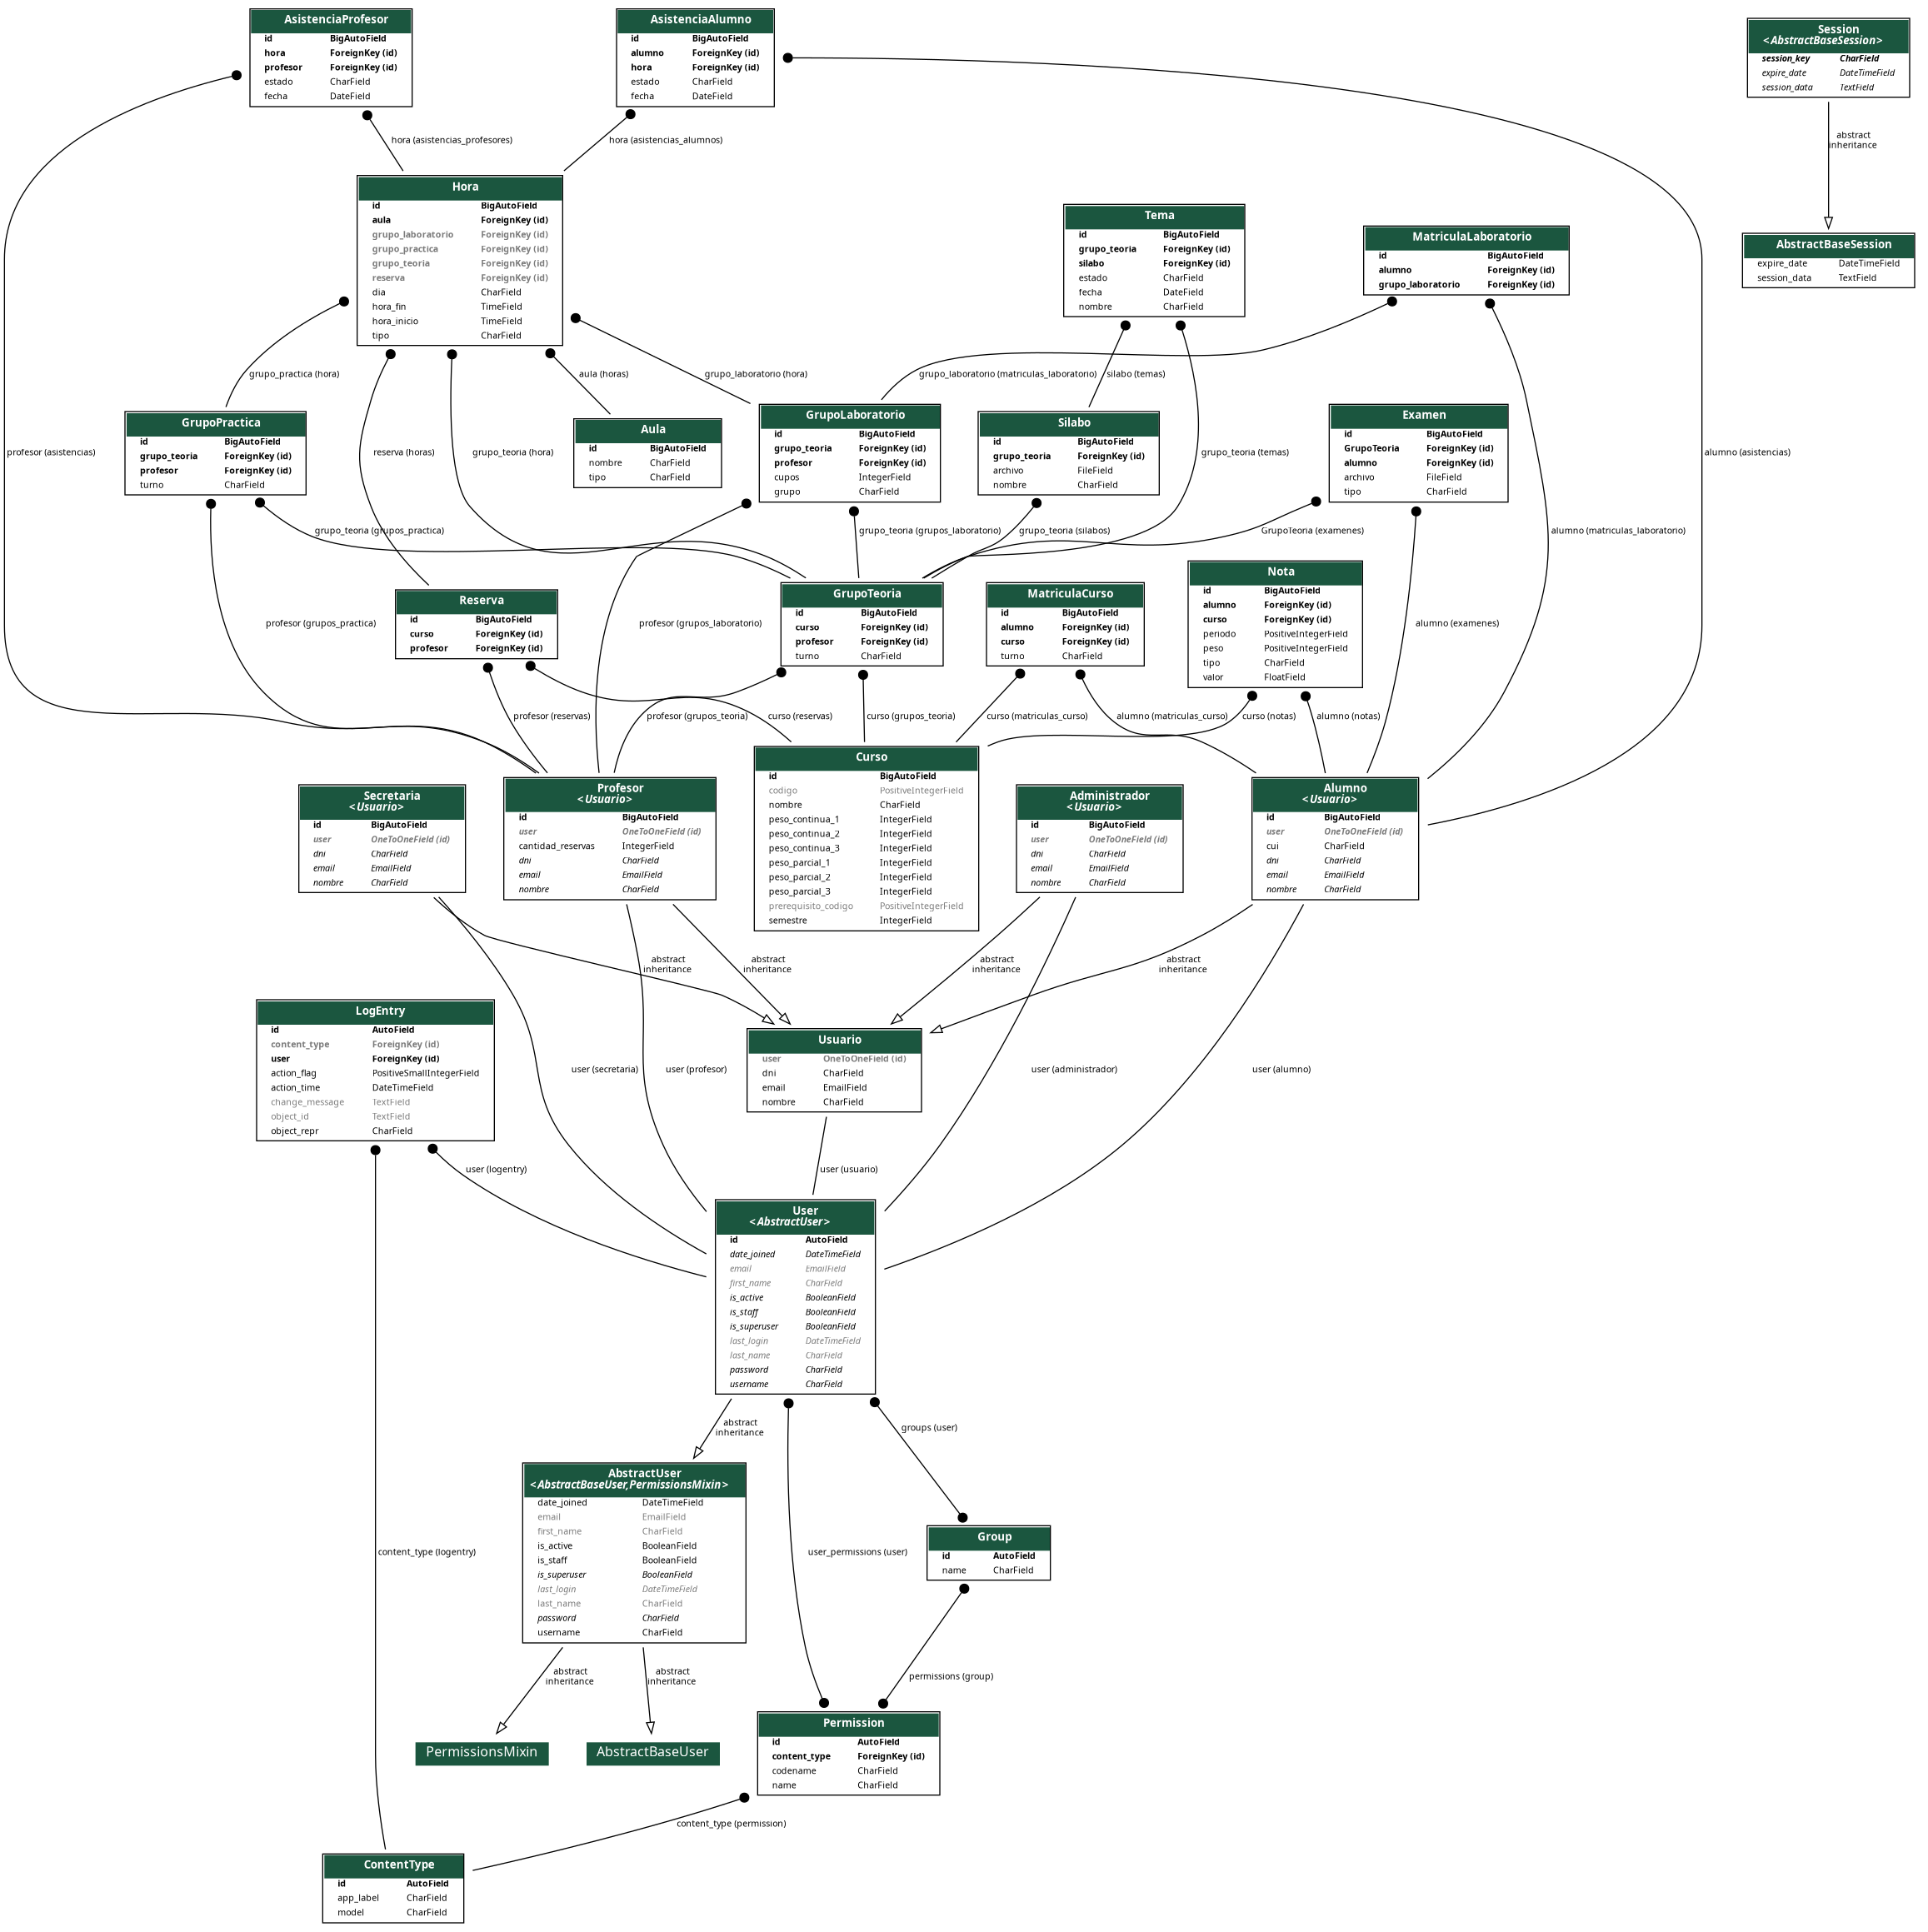 AsistenciaProfesor
id BigAutoField
hora ForeignKey (id)
profesor ForeignKey (id)
estado CharField
fecha DateField
AsistenciaAlumno
id BigAutoField
alumno ForeignKey (id)
hora ForeignKey (id)
estado CharField
fecha DateField
Session
<AbstractBaseSession>
session_key CharField
expire_date DateTimeField
session_data TextField
hora (asistencias_profesores)
hora (asistencias_alumnos)
abstract
inheritance
Hora
id BigAutoField
aula ForeignKey (id)
grupo_laboratorio ForeignKey (id)
grupo_practica ForeignKey (id)
grupo_teoria ForeignKey (id)
reserva ForeignKey (id)
dia CharField
hora_fin TimeField
hora_inicio TimeField
tipo CharField
Tema
id BigAutoField
grupo_teoria ForeignKey (id)
silabo ForeignKey (id)
estado CharField
fecha DateField
nombre CharField
MatriculaLaboratorio
id BigAutoField
alumno ForeignKey (id)
grupo_laboratorio ForeignKey (id)
AbstractBaseSession
expire_date DateTimeField
session_data TextField
grupo_practica (hora)
aula (horas)
grupo_laboratorio (hora)
grupo_laboratorio (matriculas_laboratorio)
silabo (temas)
GrupoPractica
id BigAutoField
grupo_teoria ForeignKey (id)
profesor ForeignKey (id)
turno CharField
Aula
id BigAutoField
nombre CharField
tipo CharField
GrupoLaboratorio
id BigAutoField
grupo_teoria ForeignKey (id)
profesor ForeignKey (id)
cupos IntegerField
grupo CharField
Silabo
id BigAutoField
grupo_teoria ForeignKey (id)
archivo FileField
nombre CharField
Examen
id BigAutoField
GrupoTeoria ForeignKey (id)
alumno ForeignKey (id)
archivo FileField
tipo CharField
profesor (asistencias)
reserva (horas)
grupo_teoria (hora)
grupo_teoria (temas)
alumno (asistencias)
grupo_teoria (grupos_practica)
grupo_teoria (grupos_laboratorio)
grupo_teoria (silabos)
GrupoTeoria (examenes)
alumno (matriculas_laboratorio)
Reserva
id BigAutoField
curso ForeignKey (id)
profesor ForeignKey (id)
GrupoTeoria
id BigAutoField
curso ForeignKey (id)
profesor ForeignKey (id)
turno CharField
MatriculaCurso
id BigAutoField
alumno ForeignKey (id)
curso ForeignKey (id)
turno CharField
Nota
id BigAutoField
alumno ForeignKey (id)
curso ForeignKey (id)
periodo PositiveIntegerField
peso PositiveIntegerField
tipo CharField
valor FloatField
profesor (grupos_practica)
profesor (grupos_laboratorio)
alumno (examenes)
profesor (reservas)
profesor (grupos_teoria)
curso (reservas)
curso (grupos_teoria)
curso (matriculas_curso)
alumno (matriculas_curso)
curso (notas)
alumno (notas)
Secretaria
<Usuario>
id BigAutoField
user OneToOneField (id)
dni CharField
email EmailField
nombre CharField
Profesor
<Usuario>
id BigAutoField
user OneToOneField (id)
cantidad_reservas IntegerField
dni CharField
email EmailField
nombre CharField
Curso
id BigAutoField
codigo PositiveIntegerField
nombre CharField
peso_continua_1 IntegerField
peso_continua_2 IntegerField
peso_continua_3 IntegerField
peso_parcial_1 IntegerField
peso_parcial_2 IntegerField
peso_parcial_3 IntegerField
prerequisito_codigo PositiveIntegerField
semestre IntegerField
Administrador
<Usuario>
id BigAutoField
user OneToOneField (id)
dni CharField
email EmailField
nombre CharField
Alumno
<Usuario>
id BigAutoField
user OneToOneField (id)
cui CharField
dni CharField
email EmailField
nombre CharField
abstract
inheritance
abstract
inheritance
abstract
inheritance
abstract
inheritance
LogEntry
id AutoField
content_type ForeignKey (id)
user ForeignKey (id)
action_flag PositiveSmallIntegerField
action_time DateTimeField
change_message TextField
object_id TextField
object_repr CharField
Usuario
user OneToOneField (id)
dni CharField
email EmailField
nombre CharField
user (secretaria)
user (profesor)
user (administrador)
user (alumno)
user (logentry)
user (usuario)
User
<AbstractUser>
id AutoField
date_joined DateTimeField
email EmailField
first_name CharField
is_active BooleanField
is_staff BooleanField
is_superuser BooleanField
last_login DateTimeField
last_name CharField
password CharField
username CharField
abstract
inheritance
groups (user)
AbstractUser
<AbstractBaseUser,PermissionsMixin>
date_joined DateTimeField
email EmailField
first_name CharField
is_active BooleanField
is_staff BooleanField
is_superuser BooleanField
last_login DateTimeField
last_name CharField
password CharField
username CharField
Group
id AutoField
name CharField
content_type (logentry)
user_permissions (user)
abstract
inheritance
abstract
inheritance
permissions (group)
PermissionsMixin
AbstractBaseUser
Permission
id AutoField
content_type ForeignKey (id)
codename CharField
name CharField
content_type (permission)
ContentType
id AutoField
app_label CharField
model CharField